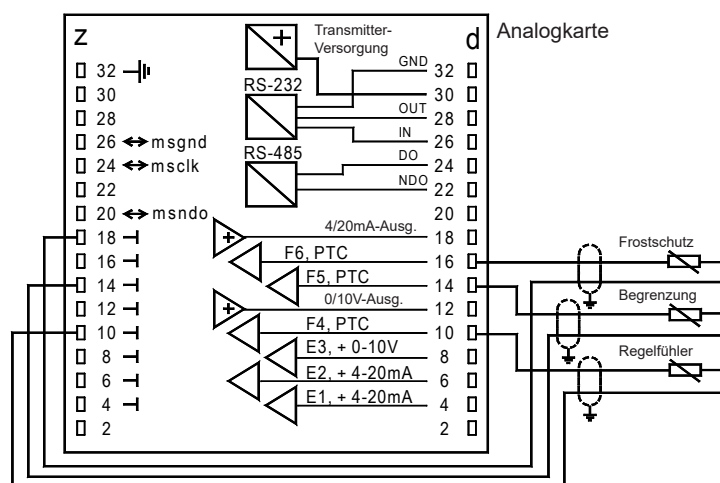 z
Transmitter-
Versorgung
d
Analogkarte
32
GND
32
30
RS-232
30
28
OUT
28
26 msgnd
IN
26
24 msclk
RS-485
DO
24
22
NDO
22
20 msndo
20
18
4/20mA-Ausg.
18
Frostschutz
16
F6, PTC
16
14
F5, PTC
14
Begrenzung
12
0/10V-Ausg.
12
10
F4, PTC
10
Regelfühler
8
E3, + 0-10V
8
6
E2, + 4-20mA
6
4
E1, + 4-20mA
4
2
2